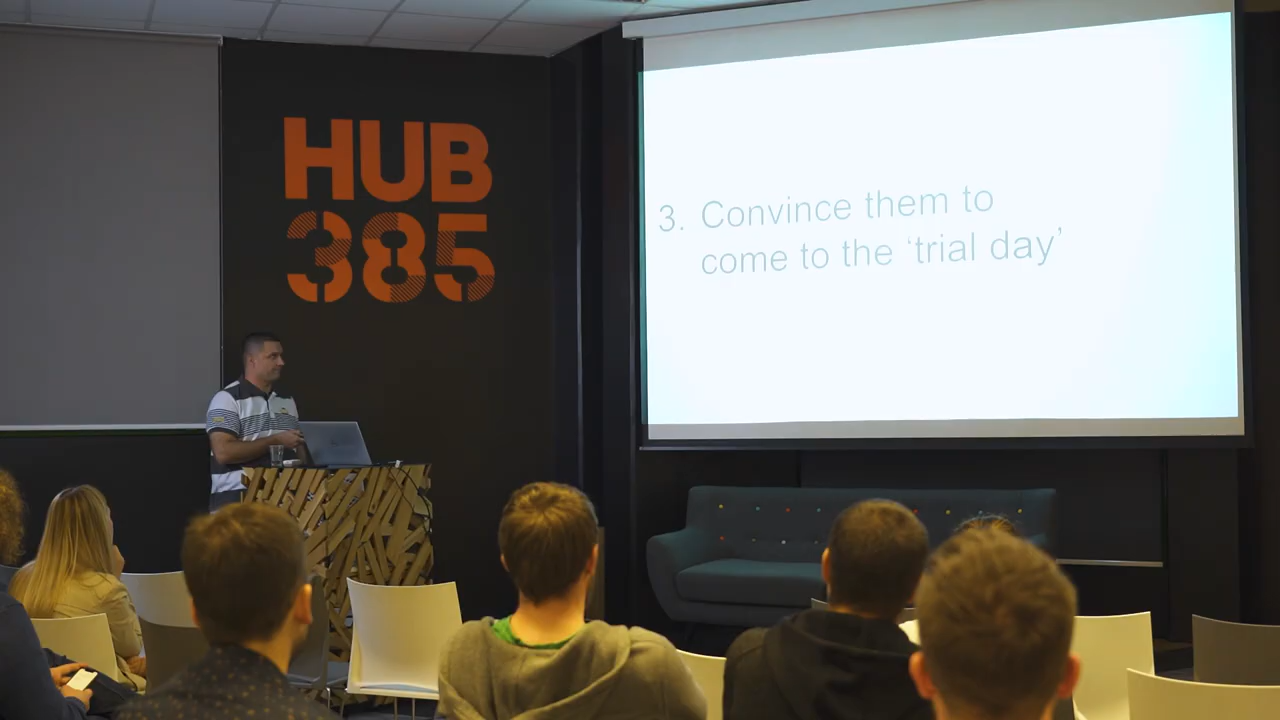 HUB
385
3. Convince them to
come to the ‘trial day’